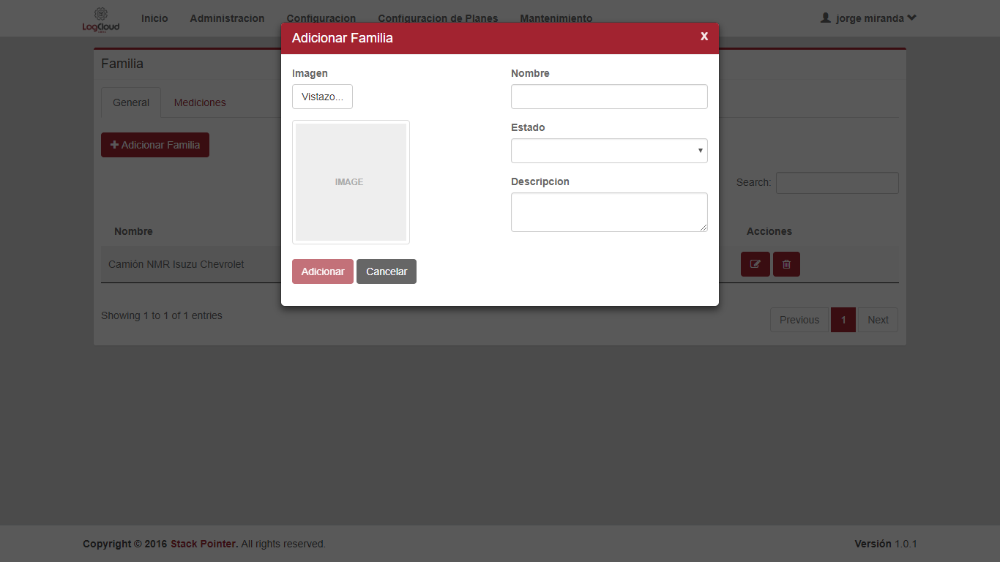 LogCloud
Inicio Administracion Configuracion Configuracion de Planes Mantenimiento jorge miranda
Adicionar Familia x
Familia
General Mediciones
Adicionar Familia
Imagen Nombre
Vistazo...
Estado
IMAGE
Descripcion
Adicionar Cancelar
Search:
Nombre Acciones
Camión NMR Isuzu Chevrolet
Showing 1 to 1 of 1 entries
Previous 1 Next
Copyright © 2016 Stack Pointer. All rights reserved. Versión 1.0.1